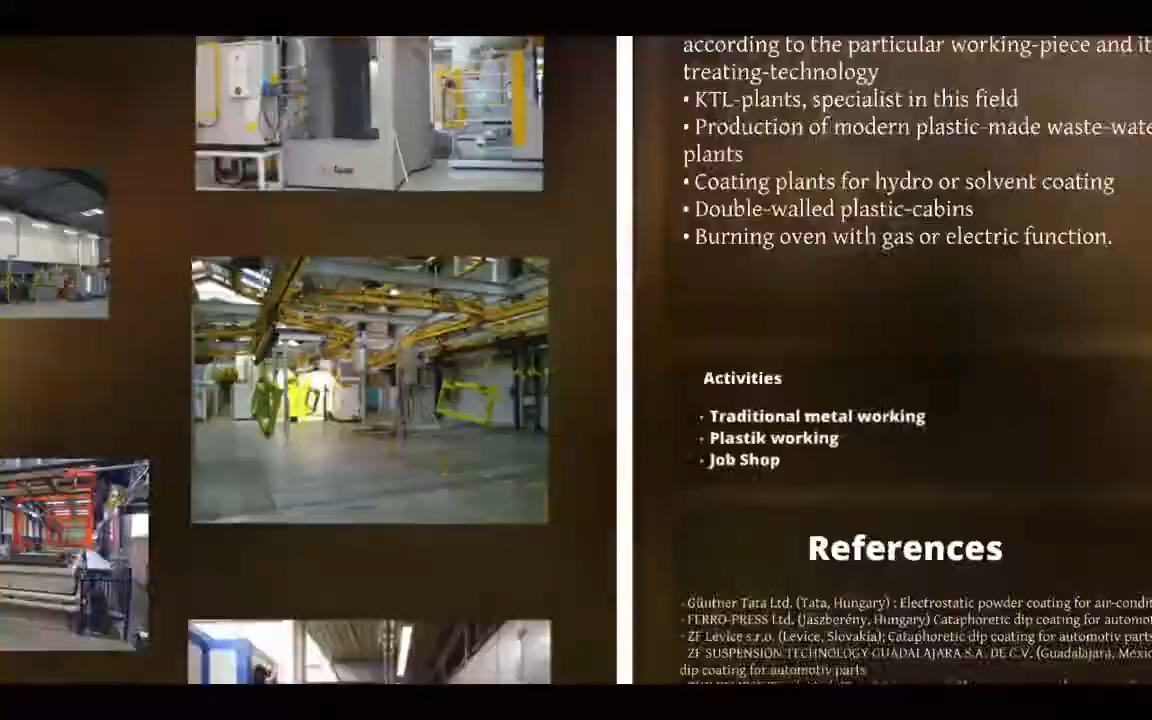 according to the particular working-piece and it
treating-technology
• KTL-plants, specialist in this field
• Production of modern plastic-made waste-wate
plants
• Coating plants for hydro or solvent coating
• Double-walled plastic-cabins
• Burning oven with gas or electric function.
Activities
- Traditional metal working
- Plastik working
- Job Shop
References
- Güntner Tata Ltd. (Tata, Hungary) : Electrostatic powder coating for air-condit
- FERRO-PRESS Ltd. (Jászberény, Hungary) Cataphoretic dip coating for automot
- ZF Levice s.r.o. (Levice, Slovakia); Cataphoretic dip coating for automotiv parts
ZF SUSPENSION TECHNOLOGY GUADALAJARA S.A. DE C.V. (Guadalajara, Mexic
dip coating for automotiv parts